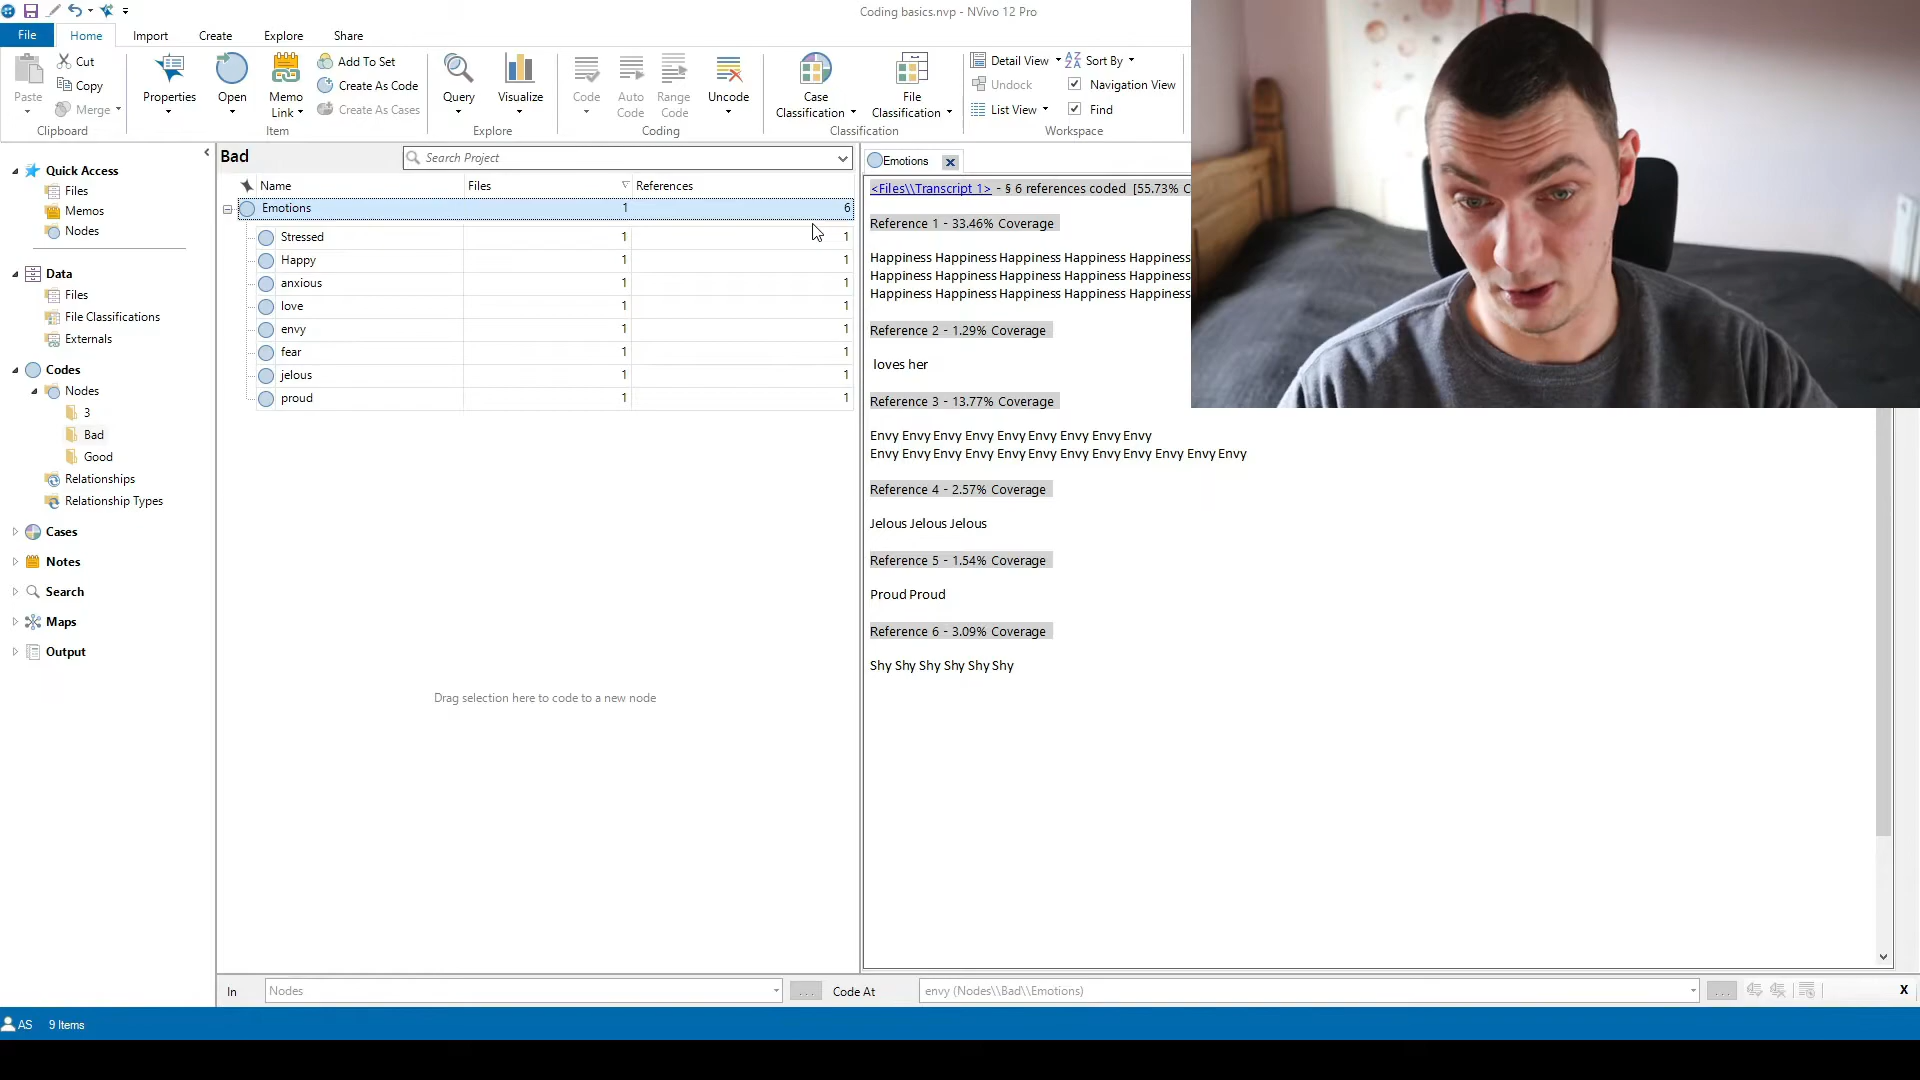 Coding basics.nvp - NVivo 12 Pro
File
Home
Import
Create
Explore
Share
Paste
Cut
Copy
Merge
Clipboard
Properties
Open
Memo
Link
Add To Set
Create As Code
Create As Cases
Item
Query
Visualize
Explore
Code
Auto
Code
Range
Code
Uncode
Coding
Case
Classification
File
Classification
Classification
Detail View
Undock
List View
Sort By
Navigation View
Find
Workspace
Quick Access
Files
Memos
Nodes
Data
Files
File Classifications
Externals
Codes
Nodes
3
Bad
Good
Relationships
Relationship Types
Cases
Notes
Search
Maps
Output
Bad
Search Project
Name Files References
Emotions 1 6
Stressed 1 1
Happy 1 1
anxious 1 1
love 1 1
envy 1 1
fear 1 1
jelous 1 1
proud 1 1
Drag selection here to code to a new node
Emotions
<Files\\Transcript 1> - § 6 references coded [55.73% C
Reference 1 - 33.46% Coverage
Happiness Happiness Happiness Happiness Happiness
Happiness Happiness Happiness Happiness Happiness
Happiness Happiness Happiness Happiness Happiness
Reference 2 - 1.29% Coverage
loves her
Reference 3 - 13.77% Coverage
Envy Envy Envy Envy Envy Envy Envy Envy Envy
Envy Envy Envy Envy Envy Envy Envy Envy Envy Envy Envy Envy
Reference 4 - 2.57% Coverage
Jelous Jelous Jelous
Reference 5 - 1.54% Coverage
Proud Proud
Reference 6 - 3.09% Coverage
Shy Shy Shy Shy Shy Shy
In Nodes ... Code At envy (Nodes\\Bad\\Emotions) ... X
AS 9 Items